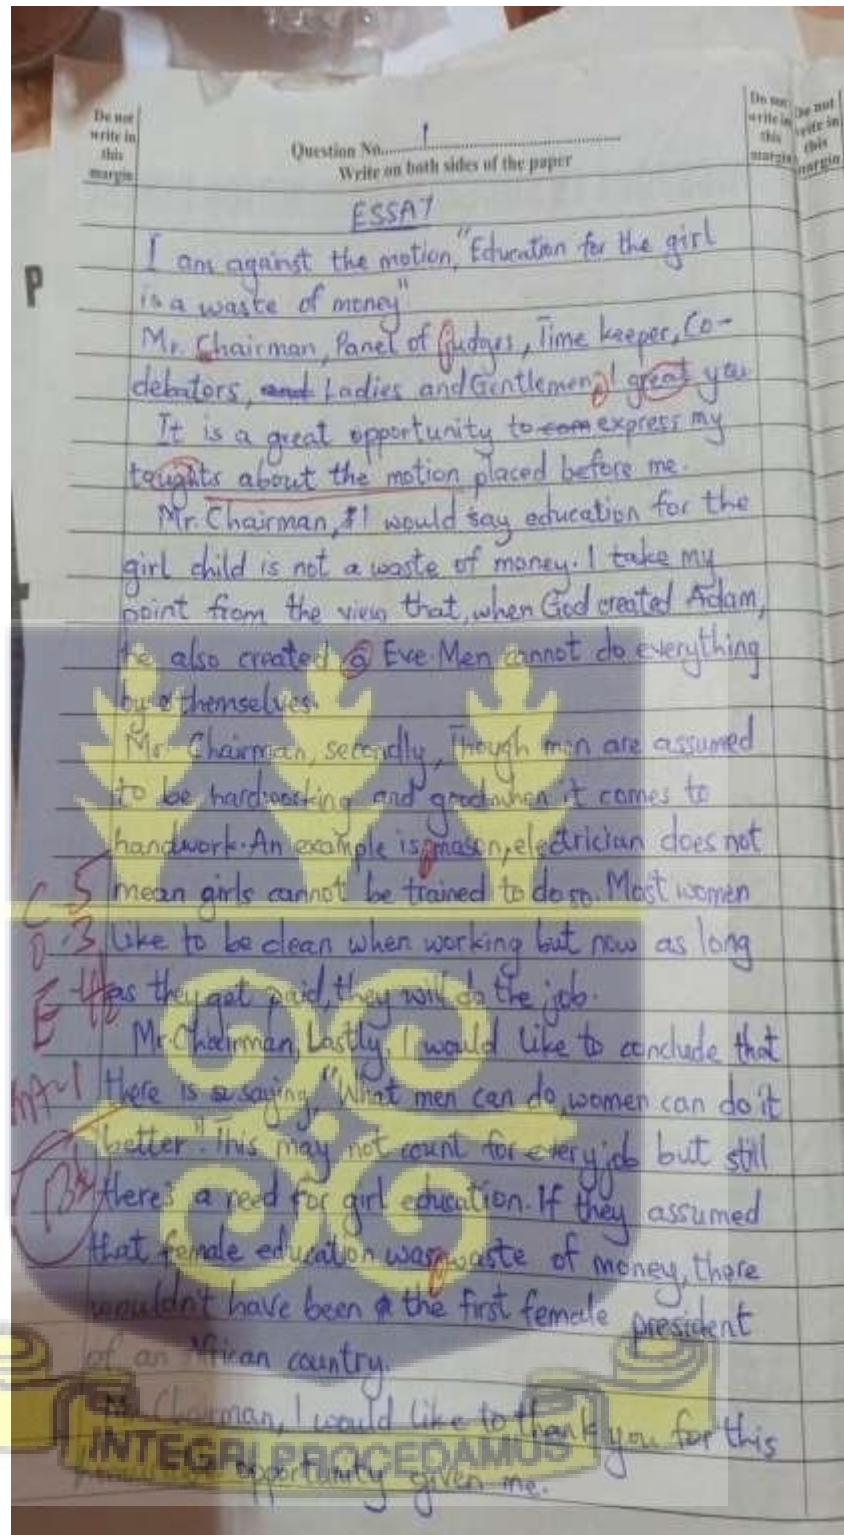 Do not
write in
this
margin
Question No. 1
Write on both sides of the paper
Do not
write in
this
margin
Do not
write in
this
margin
P
ESSAY
I am against the motion, "Education for the girl
is a waste of money"
Mr. Chairman, Panel of Judges, Time keeper, Co-
debators, and Ladies and Gentlemen, I great you
It is a great opportunity to com express my
taughts about the motion placed before me.
Mr. Chairman, I would say education for the
girl child is not a waste of money. I take my
point from the view that, when God created Adam,
he also created a Eve. Men cannot do everything
by themselves.
Mr. Chairman, secondly, Though men are assumed
to be hardworking and good when it comes to
handwork. An example is mason, electrician does not
mean girls cannot be trained to do so. Most women
C 5
like to be clean when working but now as long
O 3
as they get paid, they will do the job.
E 4½
Mr. Chairman, Lastly, I would like to conclude that
there is a saying, "What men can do, women can do it
MA-1
better". This may not count for every job but still
there's a need for girl education. If they assumed
that female education was waste of money, there
wouldn't have been the first female president
of an African country.
Mr. Chairman, I would like to thank you for this
opportunity given me.
INTEGRI PROCEDAMUS